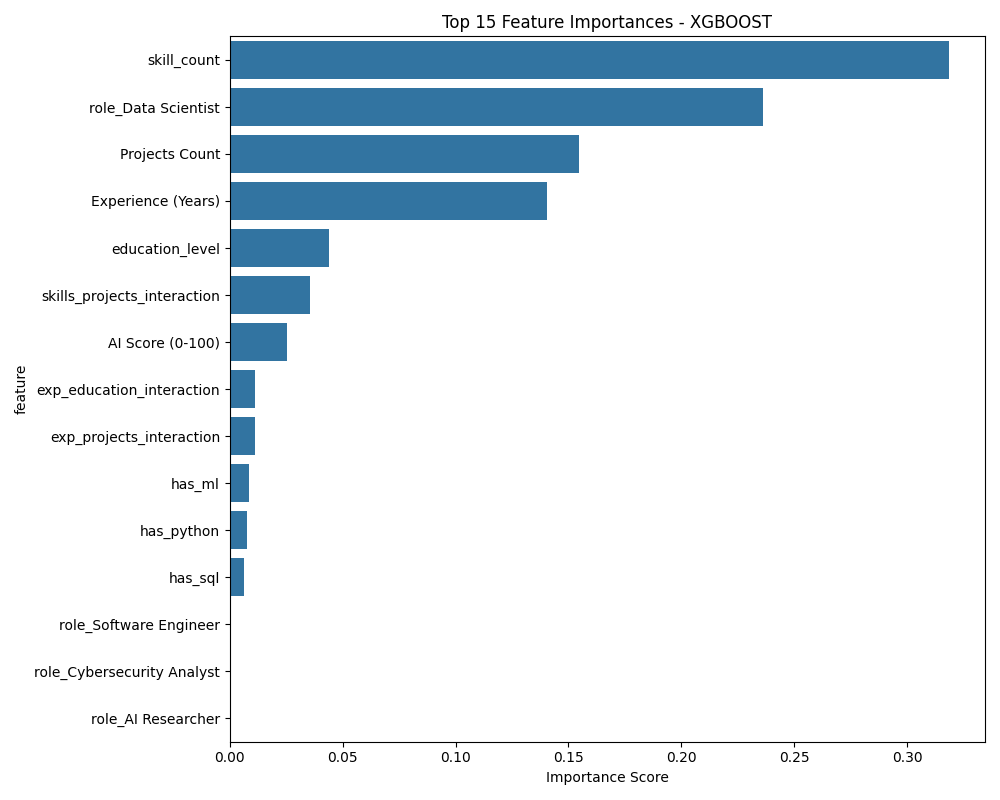 Top 15 Feature Importances - XGBOOST
skill_count
role_Data Scientist
Projects Count
Experience (Years)
education_level
skills_projects_interaction
AI Score (0-100)
exp_education_interaction
exp_projects_interaction
has_ml
has_python
has_sql
role_Software Engineer
role_Cybersecurity Analyst
role_AI Researcher
feature
0.00 0.05 0.10 0.15 0.20 0.25 0.30
Importance Score